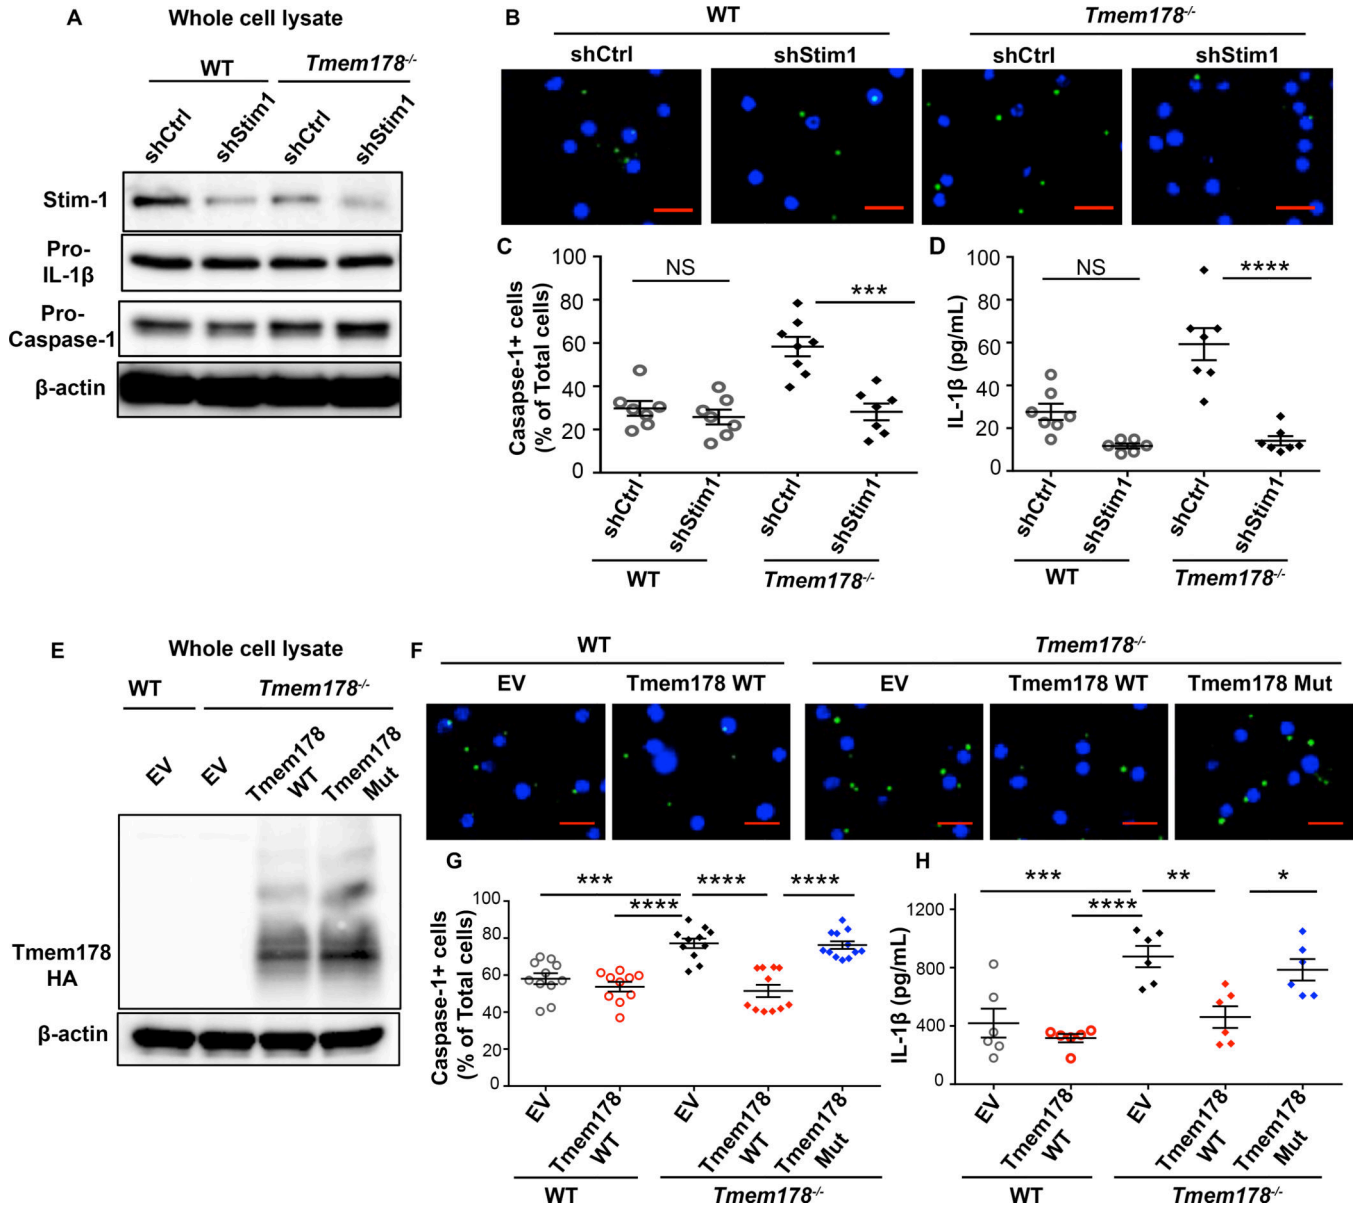 A
Whole cell lysate
WT
Tmem178-/-
shCtrl
shStim1
shCtrl
shStim1
Stim-1
Pro-
IL-1β
Pro-
Caspase-1
β-actin
B
WT
Tmem178-/-
shCtrl
shStim1
shCtrl
shStim1
C
Casapse-1+ cells
(% of Total cells)
100
80
60
40
20
0
NS
***
shCtrl
shStim1
shCtrl
shStim1
WT
Tmem178-/-
D
IL-1β (pg/mL)
100
80
60
40
20
0
NS
****
shCtrl
shStim1
shCtrl
shStim1
WT
Tmem178-/-
E
Whole cell lysate
WT
Tmem178-/-
EV
EV
Tmem178
WT
Tmem178
Mut
Tmem178
HA
β-actin
F
WT
Tmem178-/-
EV
Tmem178 WT
EV
Tmem178 WT
Tmem178 Mut
G
Caspase-1+ cells
(% of Total cells)
100
80
60
40
20
0
***
****
****
****
EV
Tmem178
WT
EV
Tmem178
WT
Tmem178
Mut
WT
Tmem178-/-
H
IL-1β (pg/mL)
1200
800
400
0
***
****
**
*
EV
Tmem178
WT
EV
Tmem178
WT
Tmem178
Mut
WT
Tmem178-/-